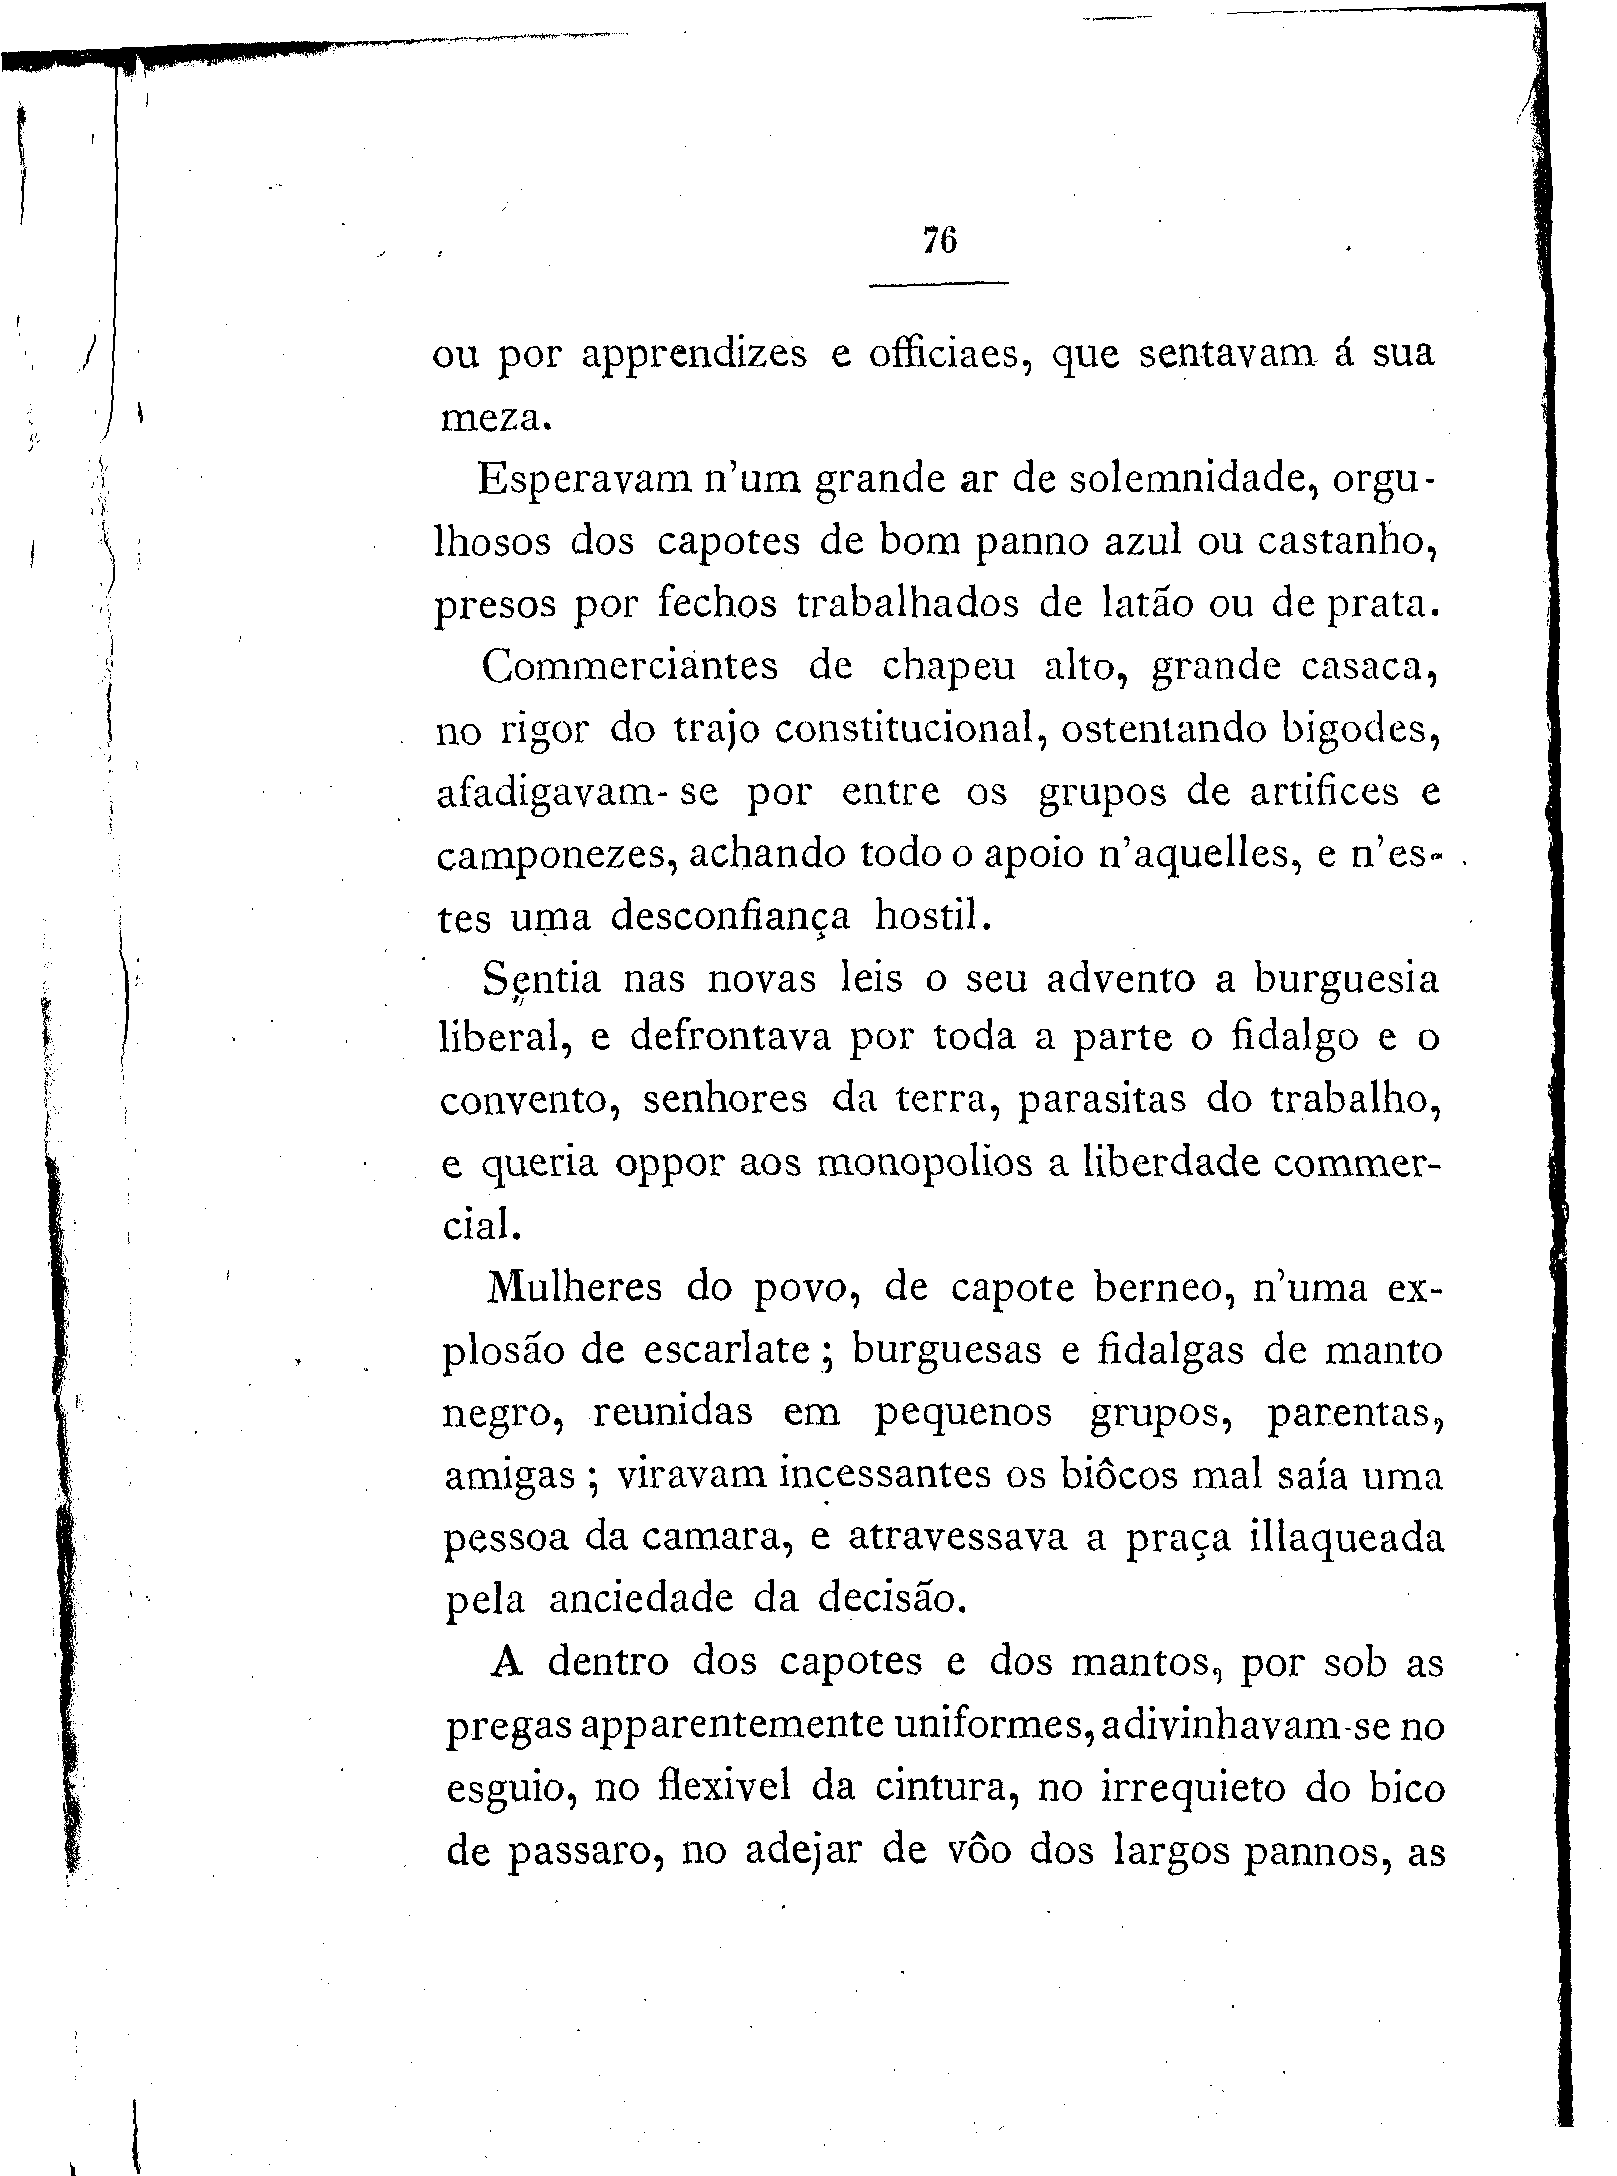 76
ou por apprendizes e officiaes, que sentavam á sua
meza.
Esperavam n'um grande ar de solemnidade, orgu-
lhosos dos capotes de bom panno azul ou castanho,
presos por fechos trabalhados de latão ou de prata.
Commerciantes de chapeu alto, grande casaca,
no rigor do trajo constitucional, ostentando bigodes,
afadigavam-se por entre os grupos de artifices e
camponezes, achando todo o apoio n'aquelles, e n'es-
tes uma desconfiança hostil.
Sentia nas novas leis o seu advento a burguesia
liberal, e defrontava por toda a parte o fidalgo e o
convento, senhores da terra, parasitas do trabalho,
e queria oppor aos monopolios a liberdade commer-
cial.
Mulheres do povo, de capote berneo, n'uma ex-
plosão de escarlate; burguesas e fidalgas de manto
negro, reunidas em pequenos grupos, parentas,
amigas; viravam incessantes os biôcos mal saía uma
pessoa da camara, e atravessava a praça illaqueada
pela anciedade da decisão.
A dentro dos capotes e dos mantos, por sob as
pregas apparentemente uniformes, adivinhavam-se no
esguio, no flexivel da cintura, no irrequieto do bico
de passaro, no adejar de vôo dos largos pannos, as